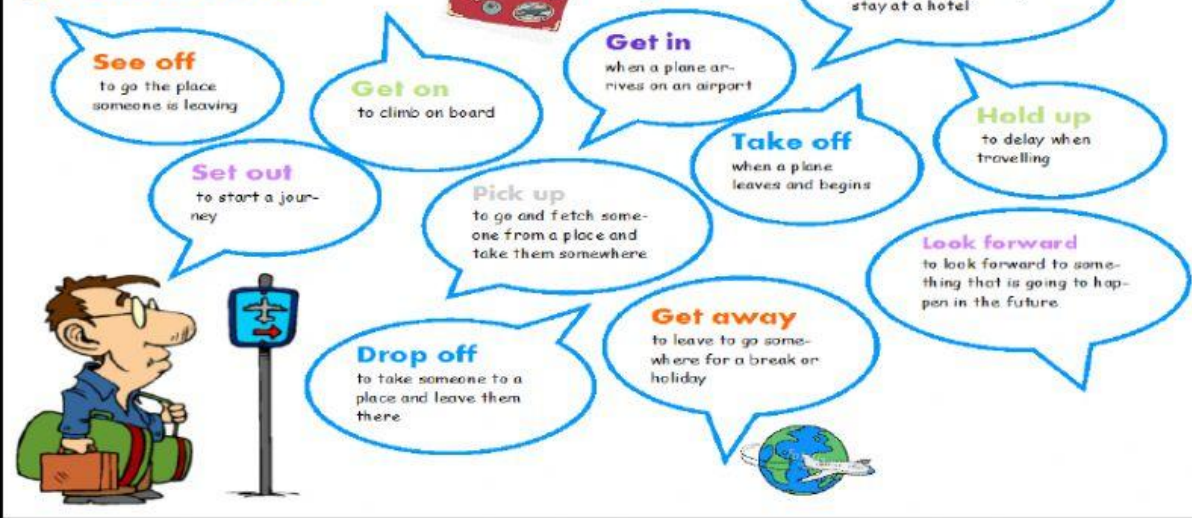 stay at a hotel
See off
to go the place
someone is leaving
Get on
to climb on board
Get in
when a plane ar-
rives on an airport
Take off
when a plane
leaves and begins
Hold up
to delay when
travelling
Set out
to start a jour-
ney
Pick up
to go and fetch some-
one from a place and
take them somewhere
Look forward
to look forward to some-
thing that is going to hap-
pen in the future
Drop off
to take someone to a
place and leave them
there
Get away
to leave to go some-
where for a break or
holiday